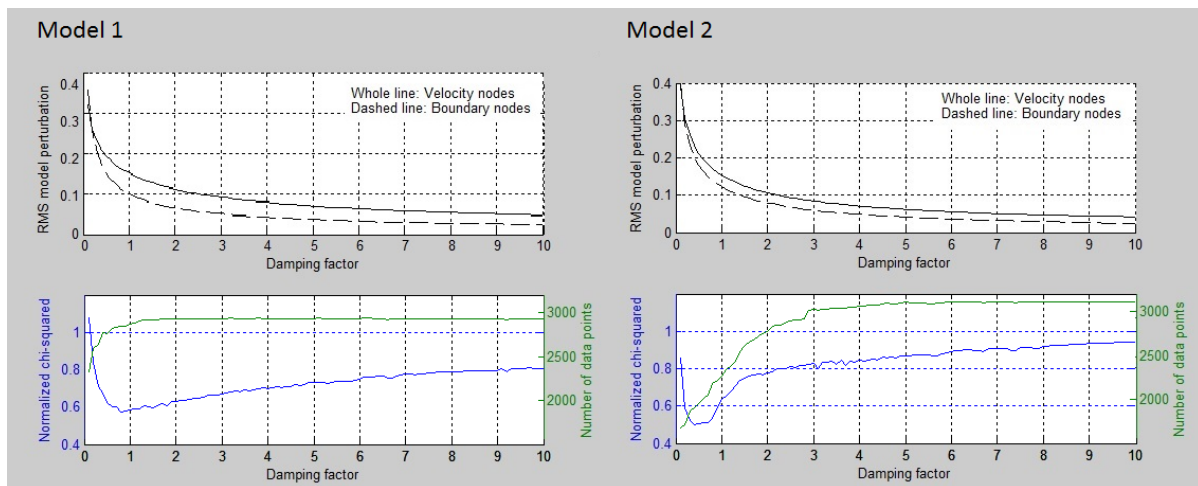 Model 1
RMS model perturbation
0.4
0.3
0.2
0.1
0
Whole line: Velocity nodes
Dashed line: Boundary nodes
0 1 2 3 4 5 6 7 8 9 10
Damping factor
Normalized chi-squared
1
0.8
0.6
0.4
3000
2500
2000
Number of data points
0 1 2 3 4 5 6 7 8 9 10
Damping factor
Model 2
RMS model perturbation
0.4
0.3
0.2
0.1
0
Whole line: Velocity nodes
Dashed line: Boundary nodes
0 1 2 3 4 5 6 7 8 9 10
Damping factor
Normalized chi-squared
1
0.8
0.6
0.4
3000
2500
2000
Number of data points
0 1 2 3 4 5 6 7 8 9 10
Damping factor